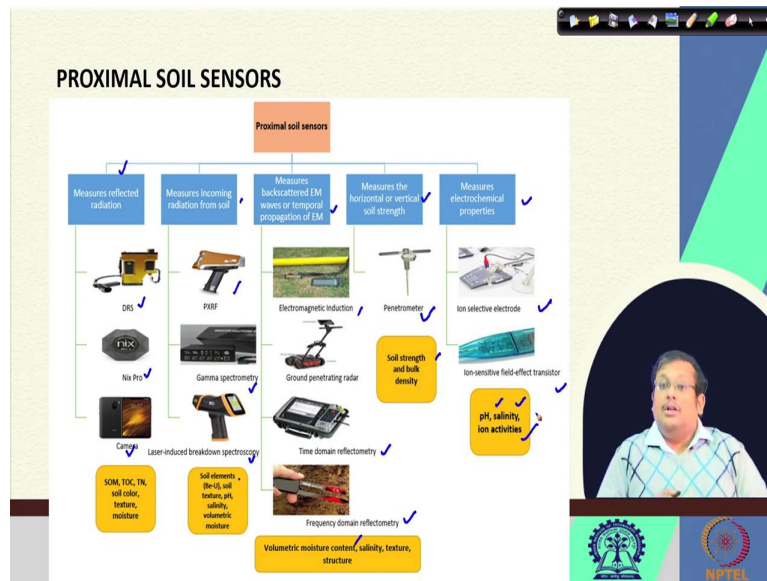 PROXIMAL SOIL SENSORS
Proximal soil sensors
Measures reflected
radiation
Measures incoming
radiation from soil
Measures
backscattered EM
waves or temporal
propagation of EM
Measures the
horizontal or vertical
soil strength
Measures
electrochemical
properties
DRS
PXRF
Electromagnetic Induction
Penetrometer
Ion selective electrode
nix
Nix Pro
Gamma spectrometry
Ground penetrating radar
Soil strength
and bulk
density
Ion-sensitive field-effect transistor
Camera
Laser-induced breakdown spectroscopy
Time domain reflectometry
pH, salinity,
ion activities
SOM, TOC, TN,
soil color,
texture,
moisture
Soil elements
(Be-U), soil
texture, pH,
salinity,
volumetric
moisture
Frequency domain reflectometry
Volumetric moisture content, salinity, texture,
structure
NPTEL